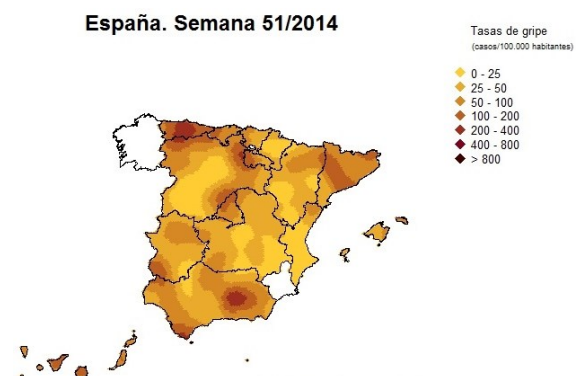 España. Semana 51/2014
Tasas de gripe
(casos/100.000 habitantes)
0 - 25
25 - 50
50 - 100
100 - 200
200 - 400
400 - 800
> 800